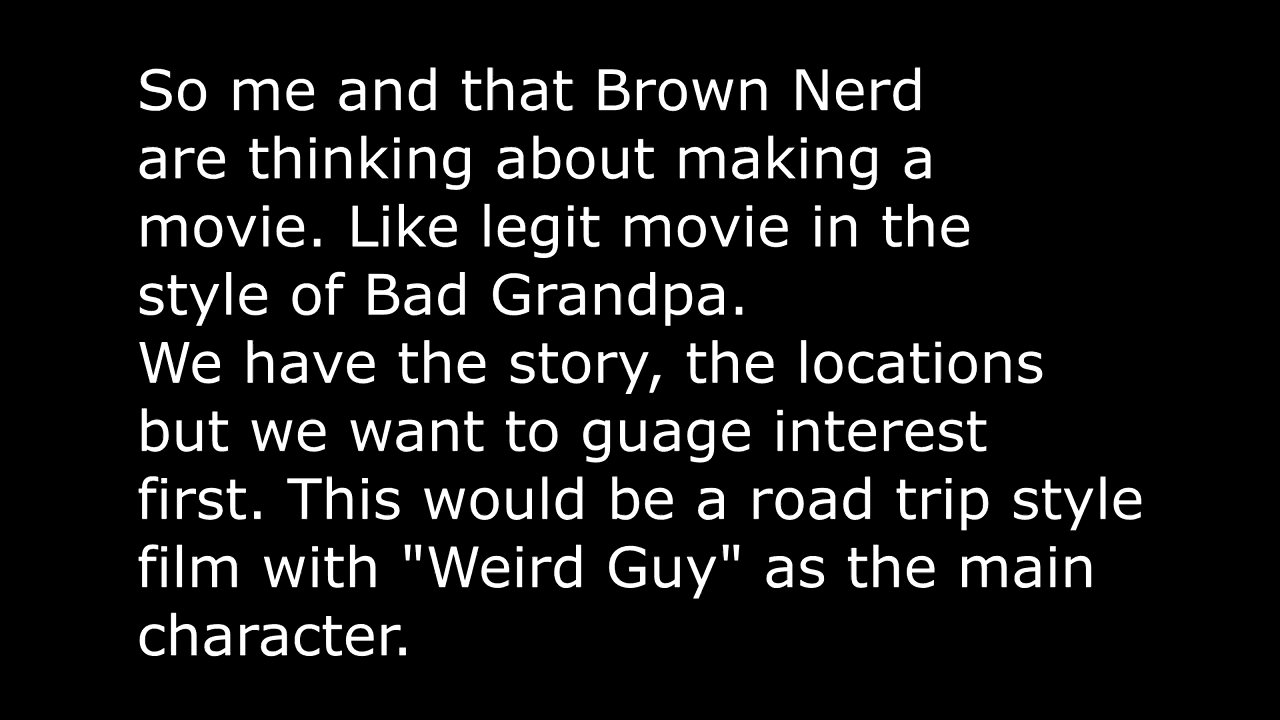 So me and that Brown Nerd
are thinking about making a
movie. Like legit movie in the
style of Bad Grandpa.
We have the story, the locations
but we want to guage interest
first. This would be a road trip style
film with "Weird Guy" as the main
character.